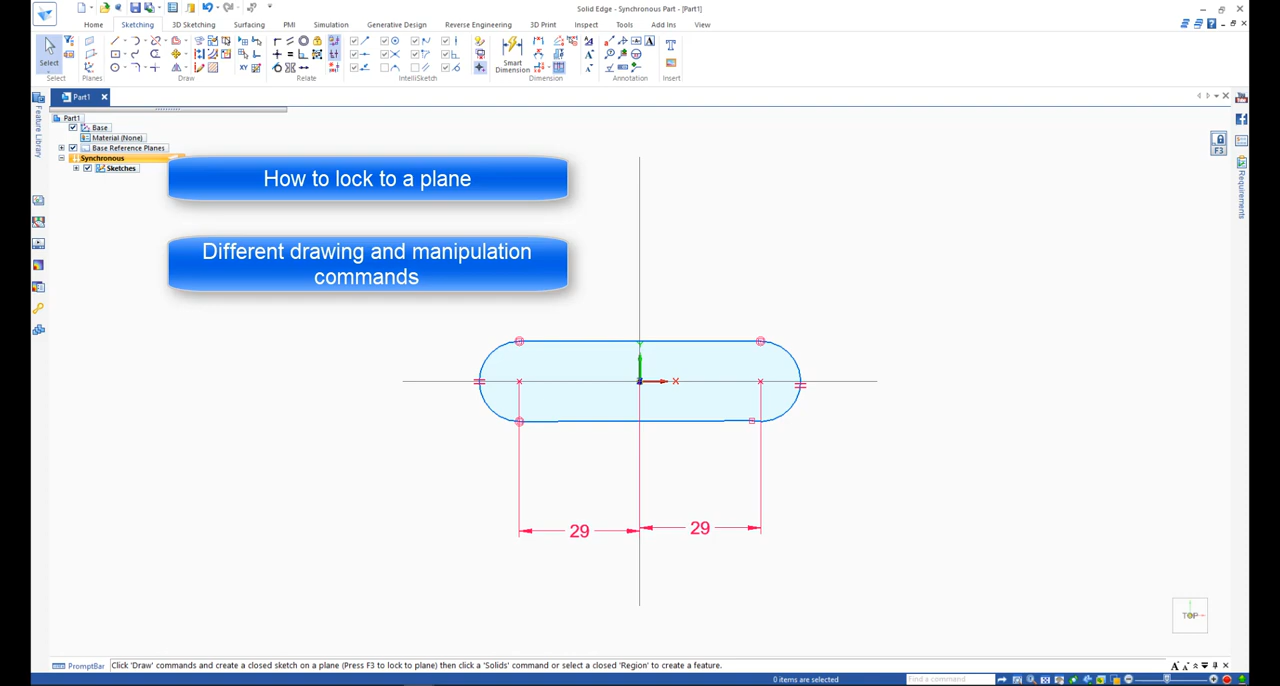 Solid Edge - Synchronous Part - [Part1]
Home Sketching 3D Sketching Surfacing PMI Simulation Generative Design Reverse Engineering 3D Print Inspect Tools Add Ins View
Select
Smart
Dimension
Select Planes Draw Relate IntelliSketch Dimension Annotation Insert
Part1
Feature Library
Part1
Base
Material (None)
Base Reference Planes
Synchronous
Sketches
How to lock to a plane
Different drawing and manipulation
commands
F3
Requirements
Y
X
29
29
TOP
PromptBar
Click 'Draw' commands and create a closed sketch on a plane (Press F3 to lock to plane) then click a 'Solids' command or select a closed 'Region' to create a feature.
0 items are selected
Find a command